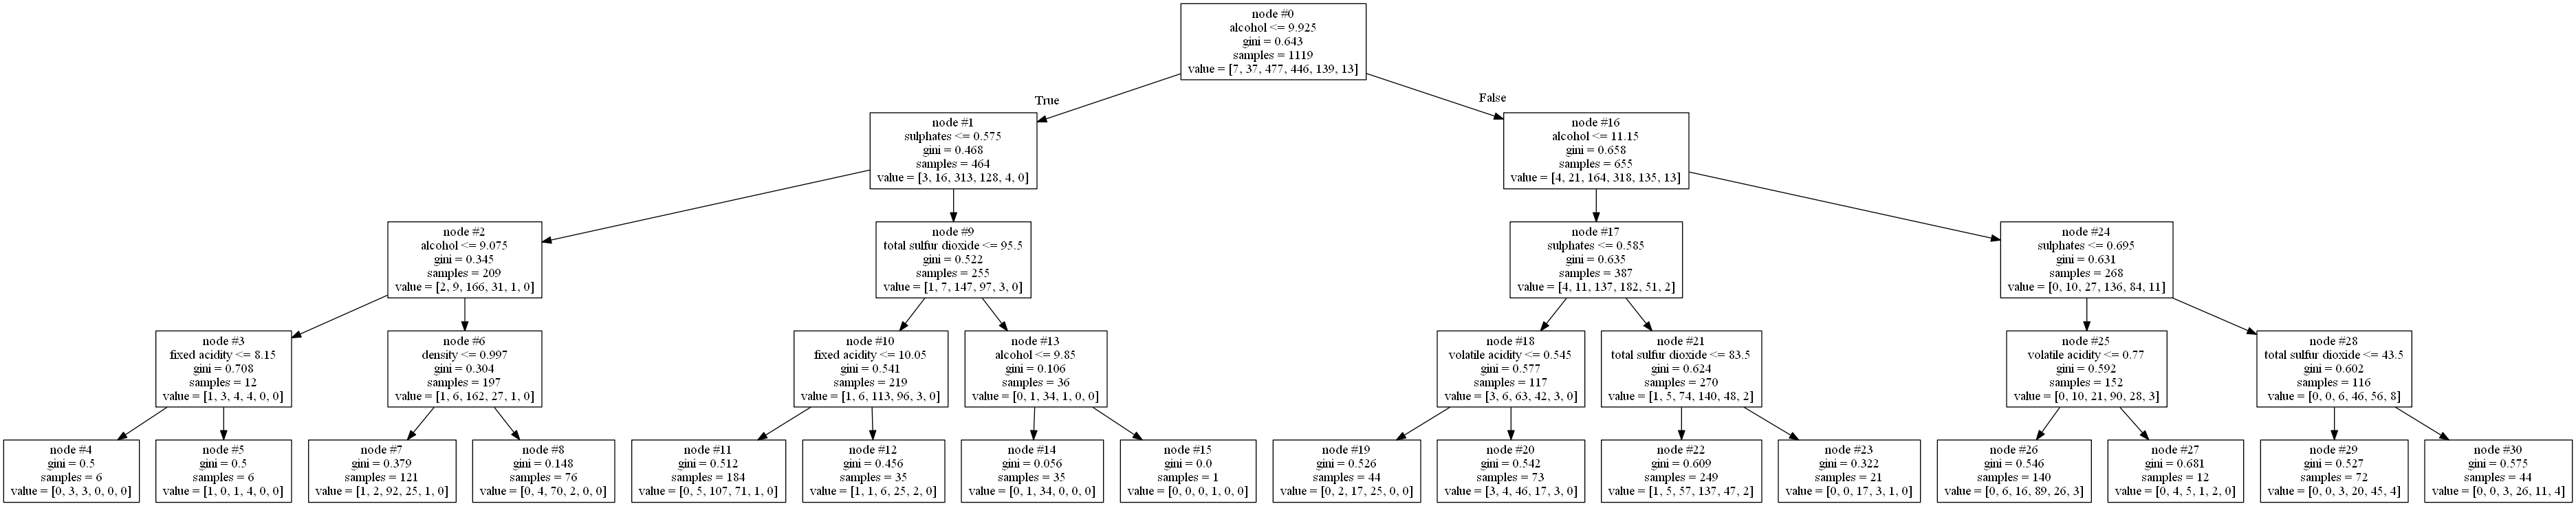 node #0
alcohol <= 9.925
gini = 0.643
samples = 1119
value = [7, 37, 477, 446, 139, 13]
True
False
node #1
sulphates <= 0.575
gini = 0.468
samples = 464
value = [3, 16, 313, 128, 4, 0]
node #16
alcohol <= 11.15
gini = 0.658
samples = 655
value = [4, 21, 164, 318, 135, 13]
node #2
alcohol <= 9.075
gini = 0.345
samples = 209
value = [2, 9, 166, 31, 1, 0]
node #9
total sulfur dioxide <= 95.5
gini = 0.522
samples = 255
value = [1, 7, 147, 97, 3, 0]
node #17
sulphates <= 0.585
gini = 0.635
samples = 387
value = [4, 11, 137, 182, 51, 2]
node #24
sulphates <= 0.695
gini = 0.631
samples = 268
value = [0, 10, 27, 136, 84, 11]
node #3
fixed acidity <= 8.15
gini = 0.708
samples = 12
value = [1, 3, 4, 4, 0, 0]
node #6
density <= 0.997
gini = 0.304
samples = 197
value = [1, 6, 162, 27, 1, 0]
node #10
fixed acidity <= 10.05
gini = 0.541
samples = 219
value = [1, 6, 113, 96, 3, 0]
node #13
alcohol <= 9.85
gini = 0.106
samples = 36
value = [0, 1, 34, 1, 0, 0]
node #18
volatile acidity <= 0.545
gini = 0.577
samples = 117
value = [3, 6, 63, 42, 3, 0]
node #21
total sulfur dioxide <= 83.5
gini = 0.624
samples = 270
value = [1, 5, 74, 140, 48, 2]
node #25
volatile acidity <= 0.77
gini = 0.592
samples = 152
value = [0, 10, 21, 90, 28, 3]
node #28
total sulfur dioxide <= 43.5
gini = 0.602
samples = 116
value = [0, 0, 6, 46, 56, 8]
node #4
gini = 0.5
samples = 6
value = [0, 3, 3, 0, 0, 0]
node #5
gini = 0.5
samples = 6
value = [1, 0, 1, 4, 0, 0]
node #7
gini = 0.379
samples = 121
value = [1, 2, 92, 25, 1, 0]
node #8
gini = 0.148
samples = 76
value = [0, 4, 70, 2, 0, 0]
node #11
gini = 0.512
samples = 184
value = [0, 5, 107, 71, 1, 0]
node #12
gini = 0.456
samples = 35
value = [1, 1, 6, 25, 2, 0]
node #14
gini = 0.056
samples = 35
value = [0, 1, 34, 0, 0, 0]
node #15
gini = 0.0
samples = 1
value = [0, 0, 0, 1, 0, 0]
node #19
gini = 0.526
samples = 44
value = [0, 2, 17, 25, 0, 0]
node #20
gini = 0.542
samples = 73
value = [3, 4, 46, 17, 3, 0]
node #22
gini = 0.609
samples = 249
value = [1, 5, 57, 137, 47, 2]
node #23
gini = 0.322
samples = 21
value = [0, 0, 17, 3, 1, 0]
node #26
gini = 0.546
samples = 140
value = [0, 6, 16, 89, 26, 3]
node #27
gini = 0.681
samples = 12
value = [0, 4, 5, 1, 2, 0]
node #29
gini = 0.527
samples = 72
value = [0, 0, 3, 20, 45, 4]
node #30
gini = 0.575
samples = 44
value = [0, 0, 3, 26, 11, 4]